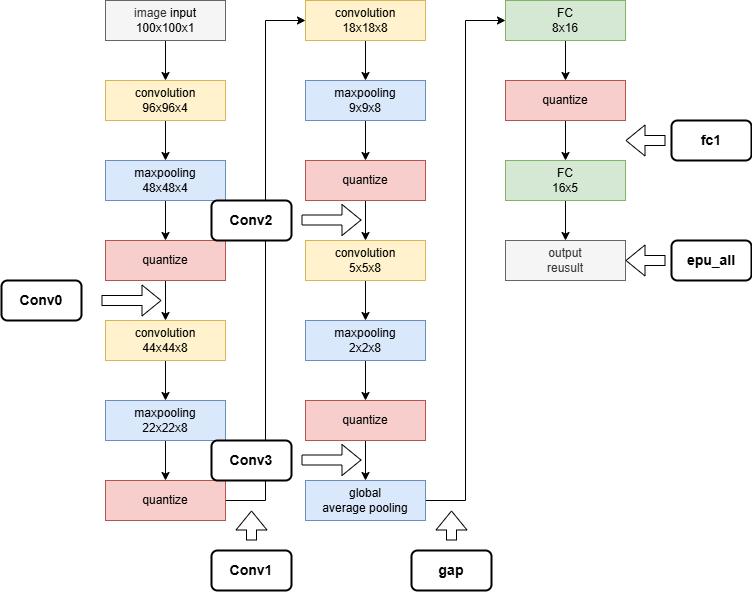 image input
100x100x1
convolution
96x96x4
maxpooling
48x48x4
quantize
Conv0
convolution
44x44x8
maxpooling
22x22x8
quantize
Conv1
convolution
18x18x8
maxpooling
9x9x8
quantize
Conv2
convolution
5x5x8
maxpooling
2x2x8
quantize
Conv3
global
average pooling
gap
FC
8x16
quantize
fc1
FC
16x5
output
reusult
epu_all